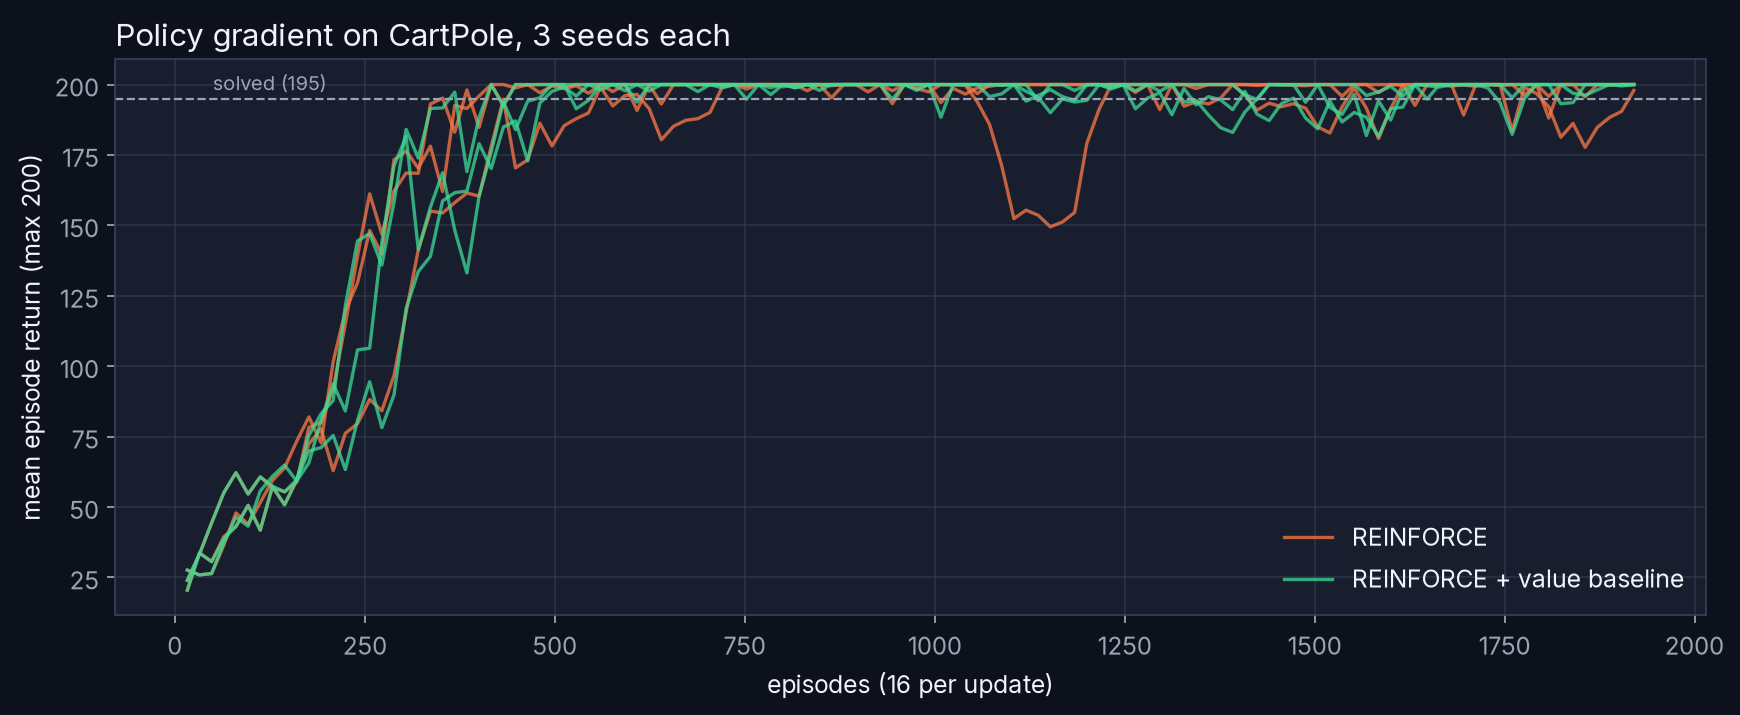 Policy gradient on CartPole, 3 seeds each
solved (195)
200
175
150
125
100
75
50
25
mean episode return (max 200)
REINFORCE
REINFORCE + value baseline
0 250 500 750 1000 1250 1500 1750 2000
episodes (16 per update)